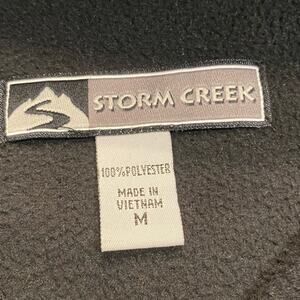 STORM CREEK
100% POLYESTER
MADE IN
VIETNAM
M